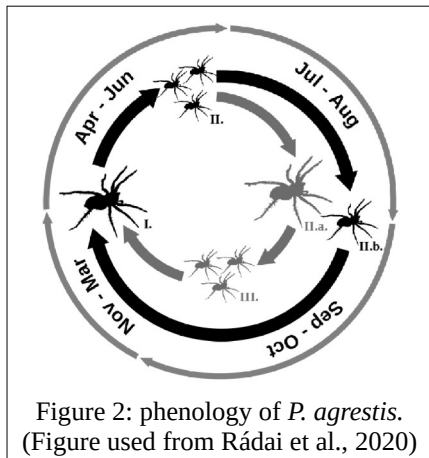 Apr - Jun
Jul - Aug
II.
I.
II.a.
II.b.
III.
Nov - Mar
Sep - Oct
Figure 2: phenology of P. agrestis.
(Figure used from Rádai et al., 2020)